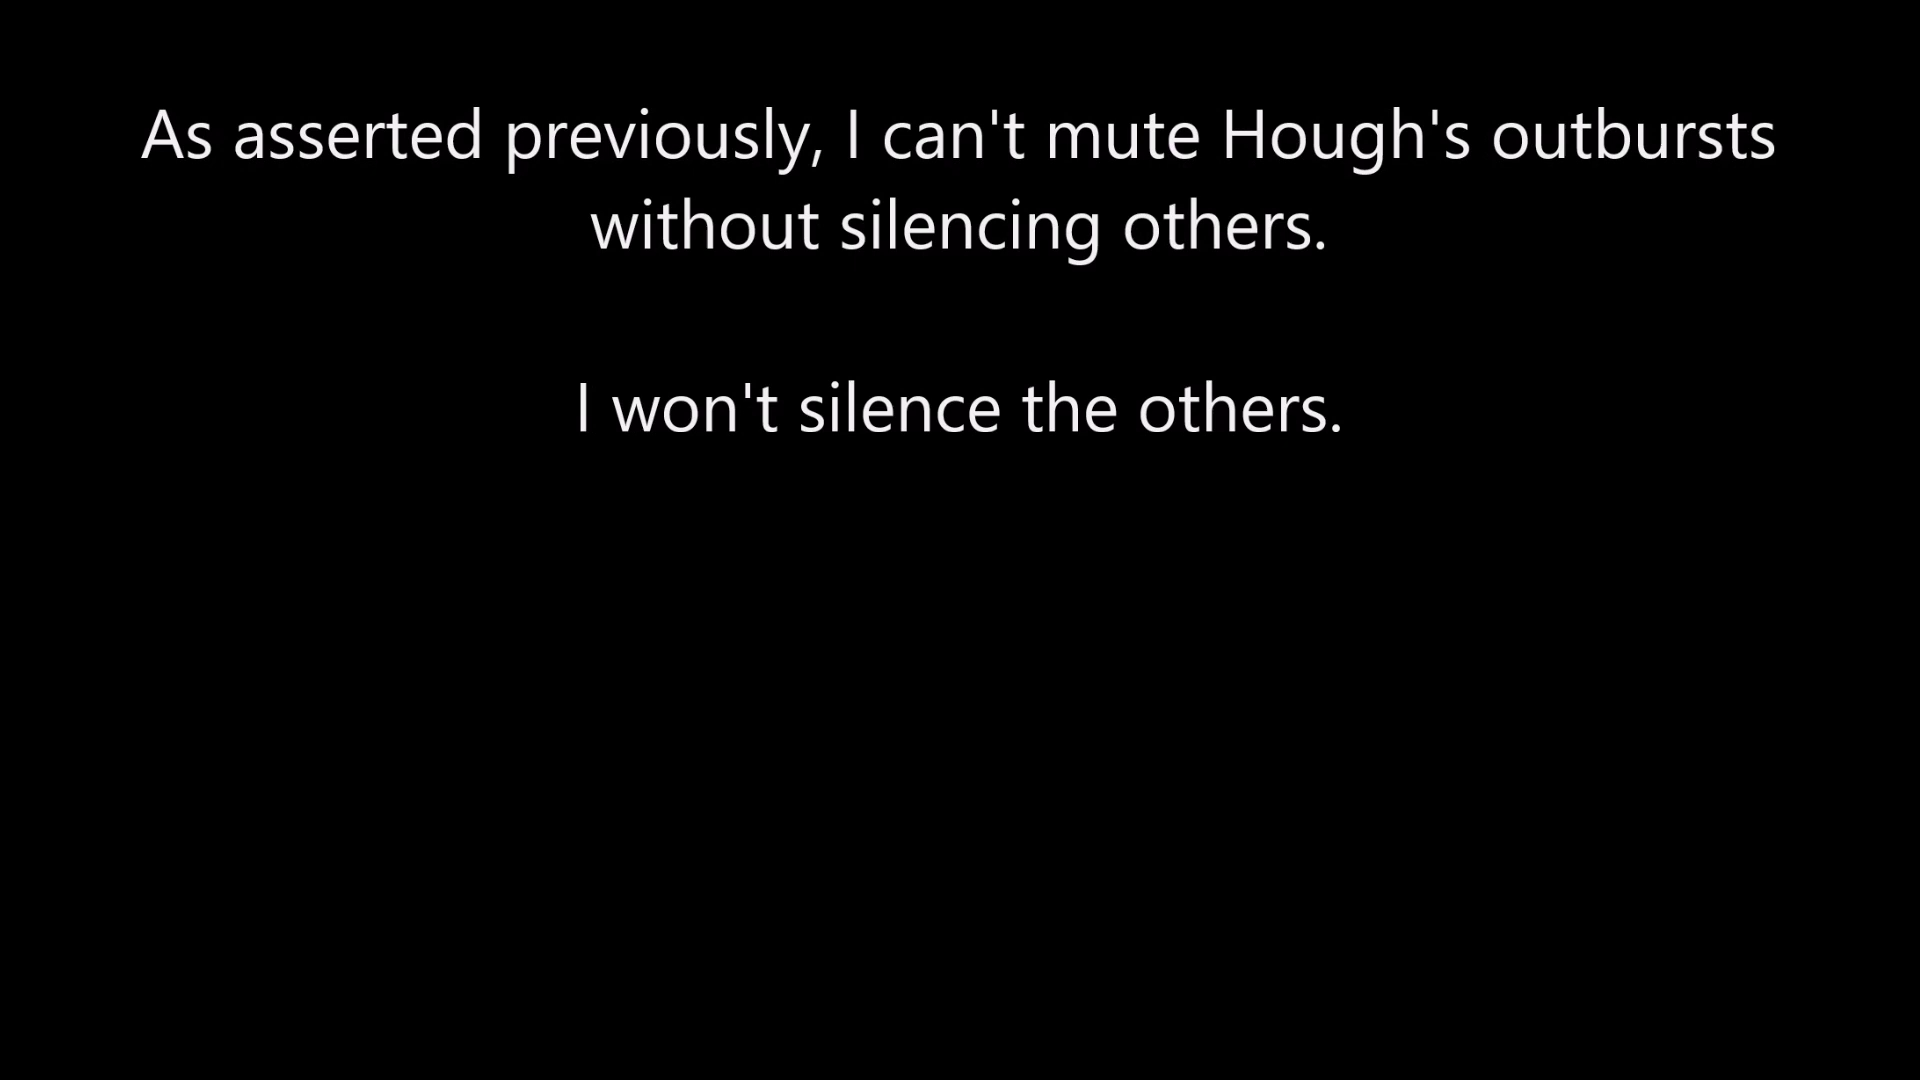 As asserted previously, I can't mute Hough's outbursts
without silencing others.
I won't silence the others.